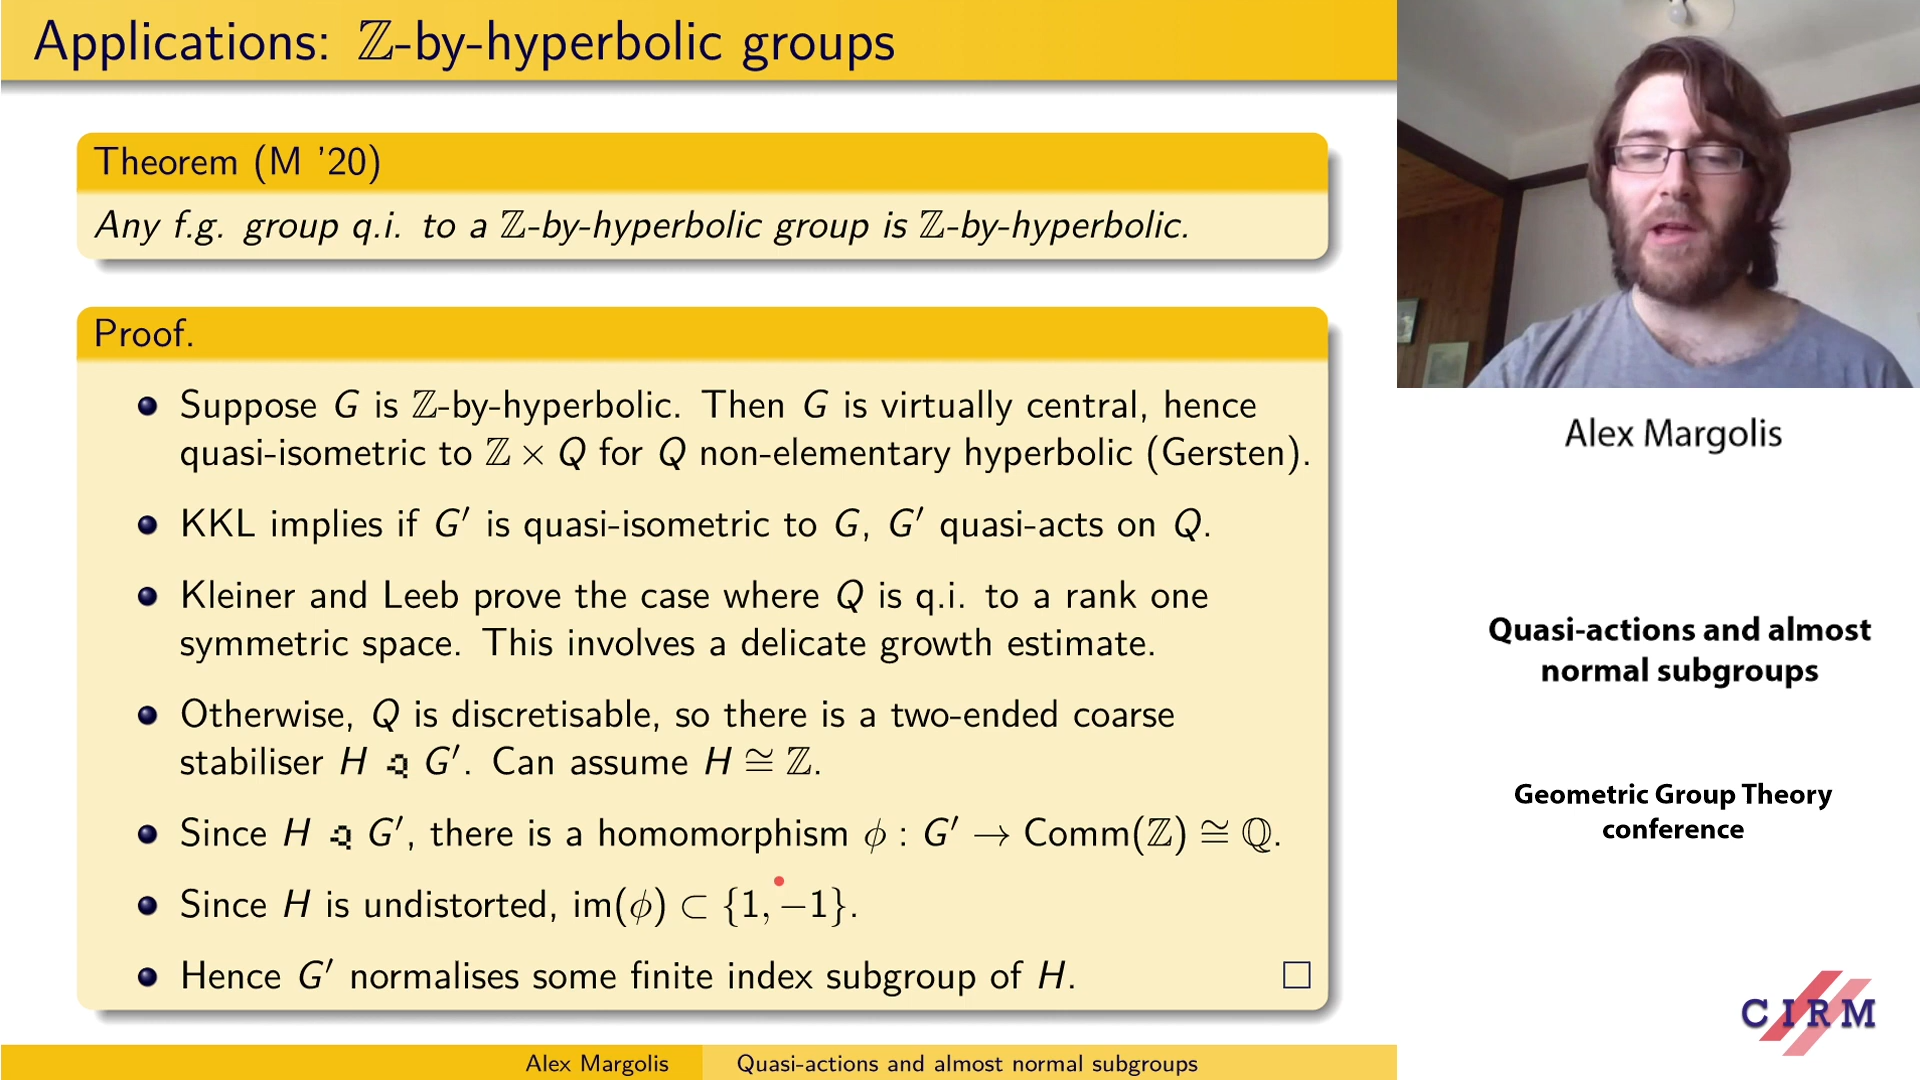 Applications: ℤ-by-hyperbolic groups
Theorem (M '20)
Any f.g. group q.i. to a ℤ-by-hyperbolic group is ℤ-by-hyperbolic.
Proof.
Suppose G is ℤ-by-hyperbolic. Then G is virtually central, hence
quasi-isometric to ℤ × Q for Q non-elementary hyperbolic (Gersten).
KKL implies if G′ is quasi-isometric to G, G′ quasi-acts on Q.
Kleiner and Leeb prove the case where Q is q.i. to a rank one
symmetric space. This involves a delicate growth estimate.
Otherwise, Q is discretisable, so there is a two-ended coarse
stabiliser H G′. Can assume H ≅ ℤ.
Since H G′, there is a homomorphism ϕ : G′ → Comm(ℤ) ≅ ℚ.
Since H is undistorted, im(ϕ) ⊂ {1, −1}.
Hence G′ normalises some finite index subgroup of H. □
Alex Margolis
Quasi-actions and almost normal subgroups
Alex Margolis
Quasi-actions and almost
normal subgroups
Geometric Group Theory
conference
CIRM